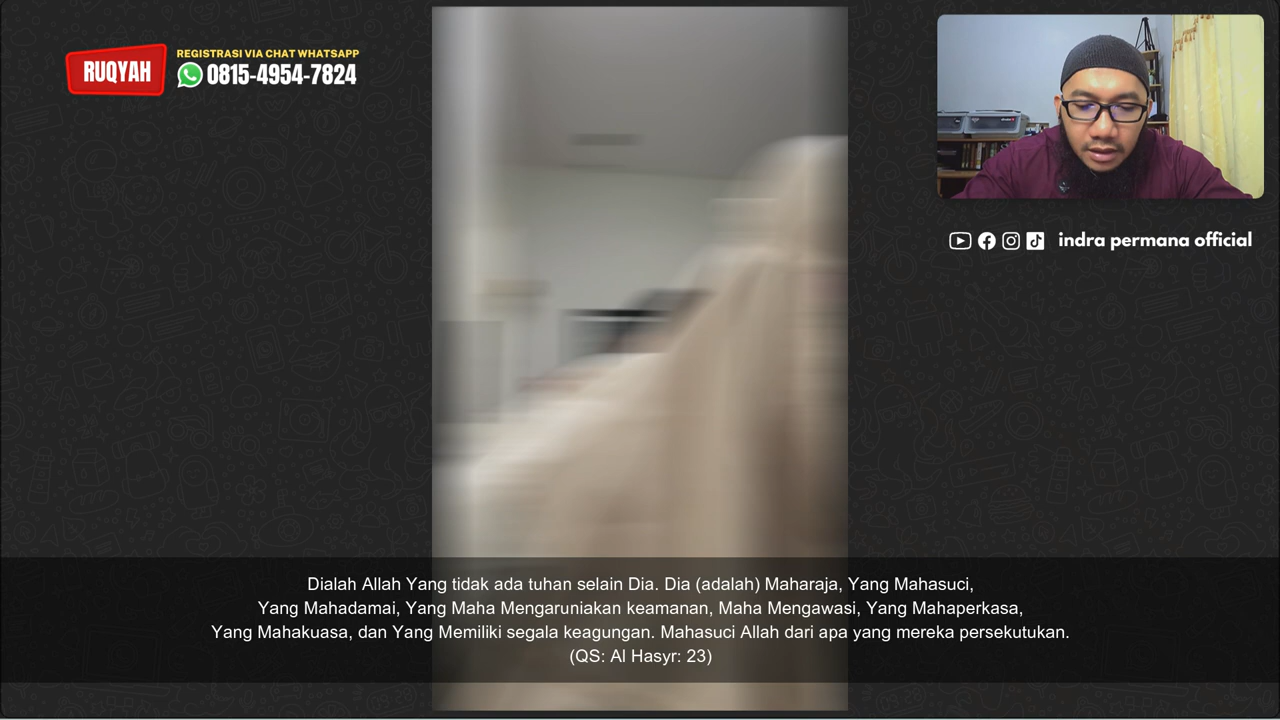 RUQYAH
REGISTRASI VIA CHAT WHATSAPP
0815-4954-7824
indra permana official
Dialah Allah Yang tidak ada tuhan selain Dia. Dia (adalah) Maharaja, Yang Mahasuci,
Yang Mahadamai, Yang Maha Mengaruniakan keamanan, Maha Mengawasi, Yang Mahaperkasa,
Yang Mahakuasa, dan Yang Memiliki segala keagungan. Mahasuci Allah dari apa yang mereka persekutukan.
(QS: Al Hasyr: 23)